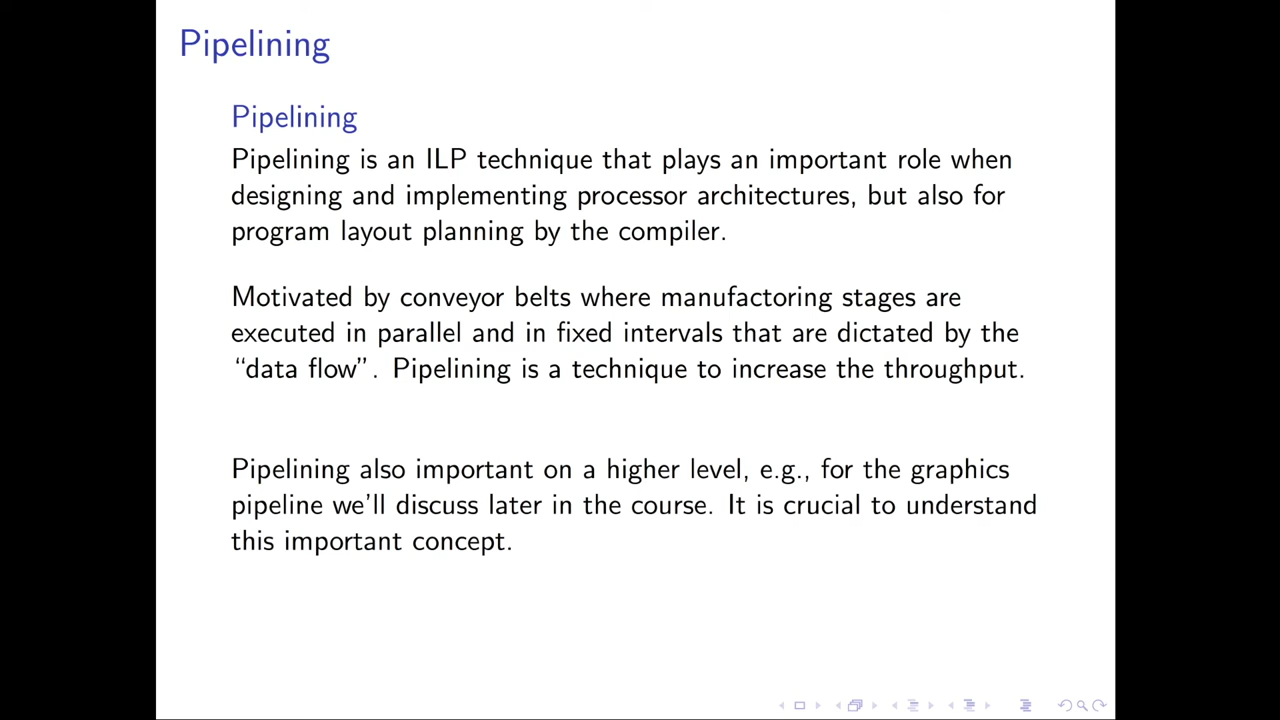 Pipelining
Pipelining
Pipelining is an ILP technique that plays an important role when
designing and implementing processor architectures, but also for
program layout planning by the compiler.
Motivated by conveyor belts where manufactoring stages are
executed in parallel and in fixed intervals that are dictated by the
“data flow”. Pipelining is a technique to increase the throughput.
Pipelining also important on a higher level, e.g., for the graphics
pipeline we’ll discuss later in the course. It is crucial to understand
this important concept.